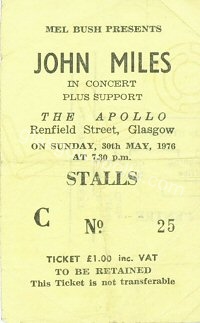 MEL BUSH PRESENTS
JOHN MILES
IN CONCERT
PLUS SUPPORT
THE APOLLO
Renfield Street, Glasgow
ON SUNDAY, 30th MAY, 1976
AT 7.30 p.m.
STALLS
C No 25
TICKET £1.00 inc. VAT
TO BE RETAINED
This Ticket is not transferable